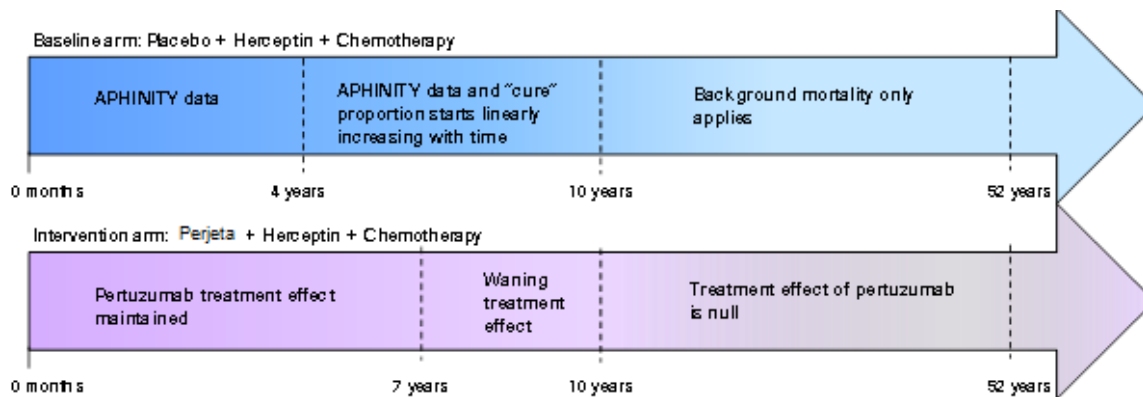 Baseline arm: Placebo + Herceptin + Chemotherapy
APHINITY data
APHINITY data and "cure"
proportion starts linearly
increasing with time
Background mortality only
applies
0 months
4 years
10 years
52 years
Intervention arm: Perjeta + Herceptin + Chemotherapy
Pertuzumab treatment effect
maintained
Waning
treatment
effect
Treatment effect of pertuzumab
is null
0 months
7 years
10 years
52 years